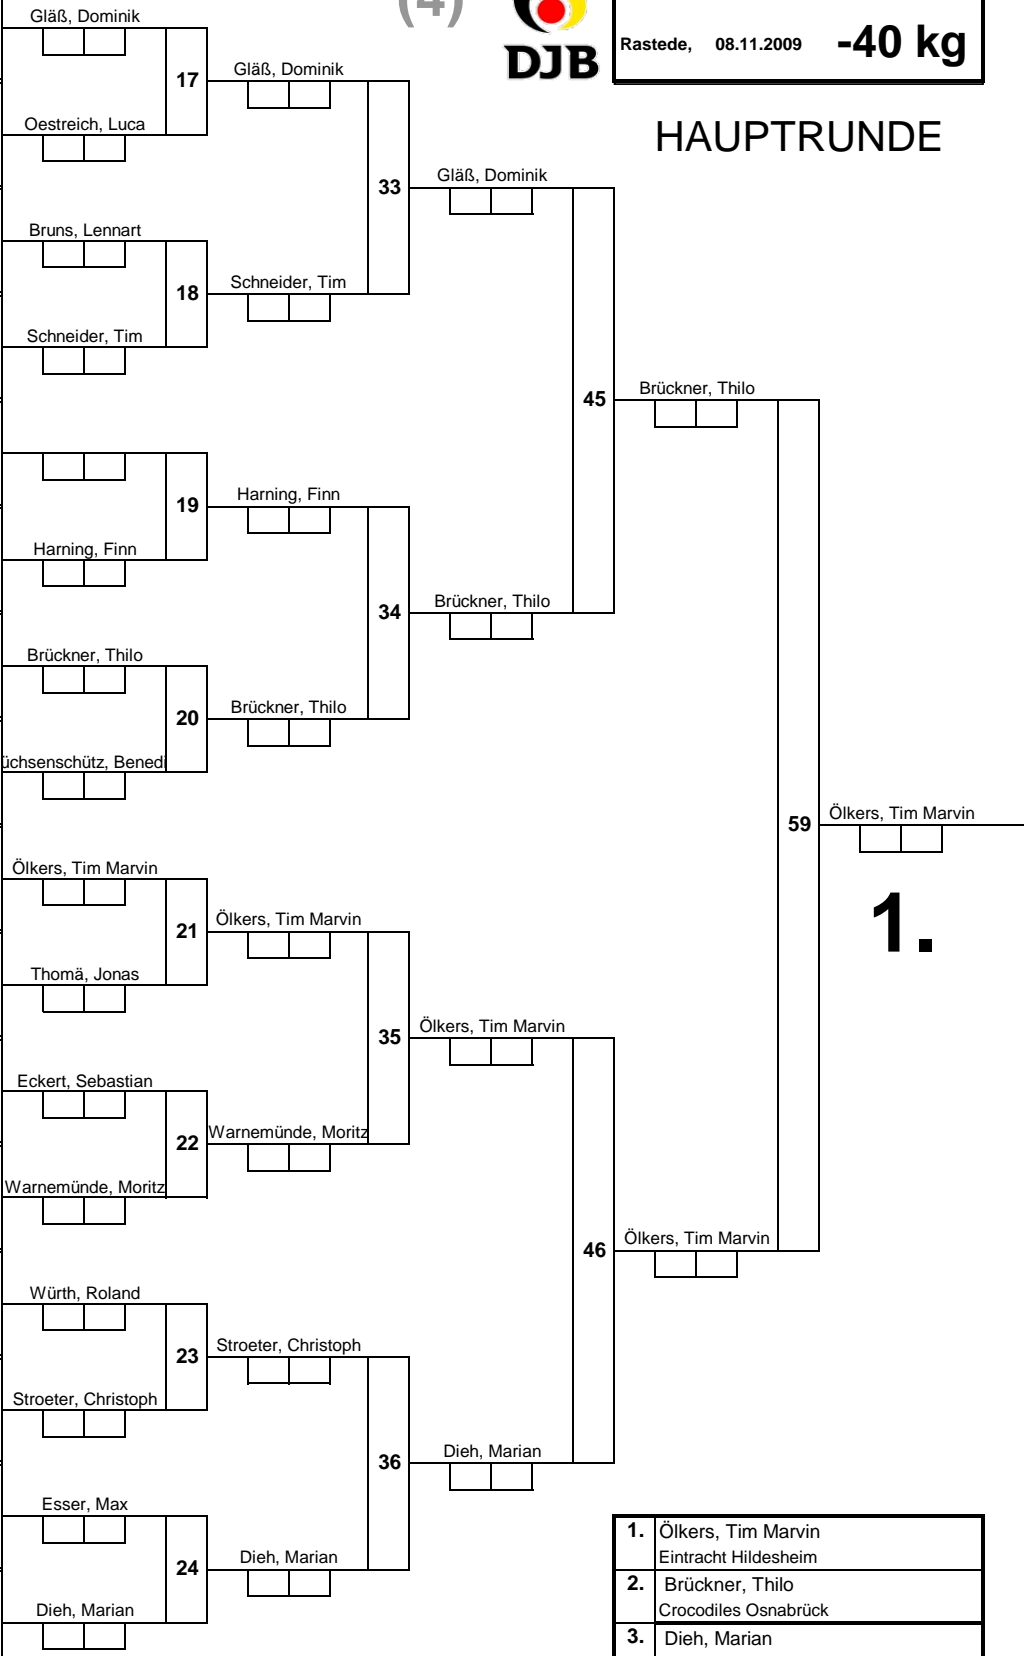 (4)
DJB
Rastede, 08.11.2009 -40 kg
HAUPTRUNDE
Gläß, Dominik
17
Gläß, Dominik
Oestreich, Luca
33
Gläß, Dominik
Bruns, Lennart
18
Schneider, Tim
Schneider, Tim
45
Brückner, Thilo
19
Harning, Finn
Harning, Finn
34
Brückner, Thilo
Brückner, Thilo
20
Brückner, Thilo
üchsenschütz, Benedi
59
Ölkers, Tim Marvin
1.
Ölkers, Tim Marvin
21
Ölkers, Tim Marvin
Thomä, Jonas
35
Ölkers, Tim Marvin
Eckert, Sebastian
22
Warnemünde, Moritz
Warnemünde, Moritz
46
Ölkers, Tim Marvin
Würth, Roland
23
Stroeter, Christoph
Stroeter, Christoph
36
Dieh, Marian
Esser, Max
24
Dieh, Marian
Dieh, Marian
1. Ölkers, Tim Marvin
Eintracht Hildesheim
2. Brückner, Thilo
Crocodiles Osnabrück
3. Dieh, Marian